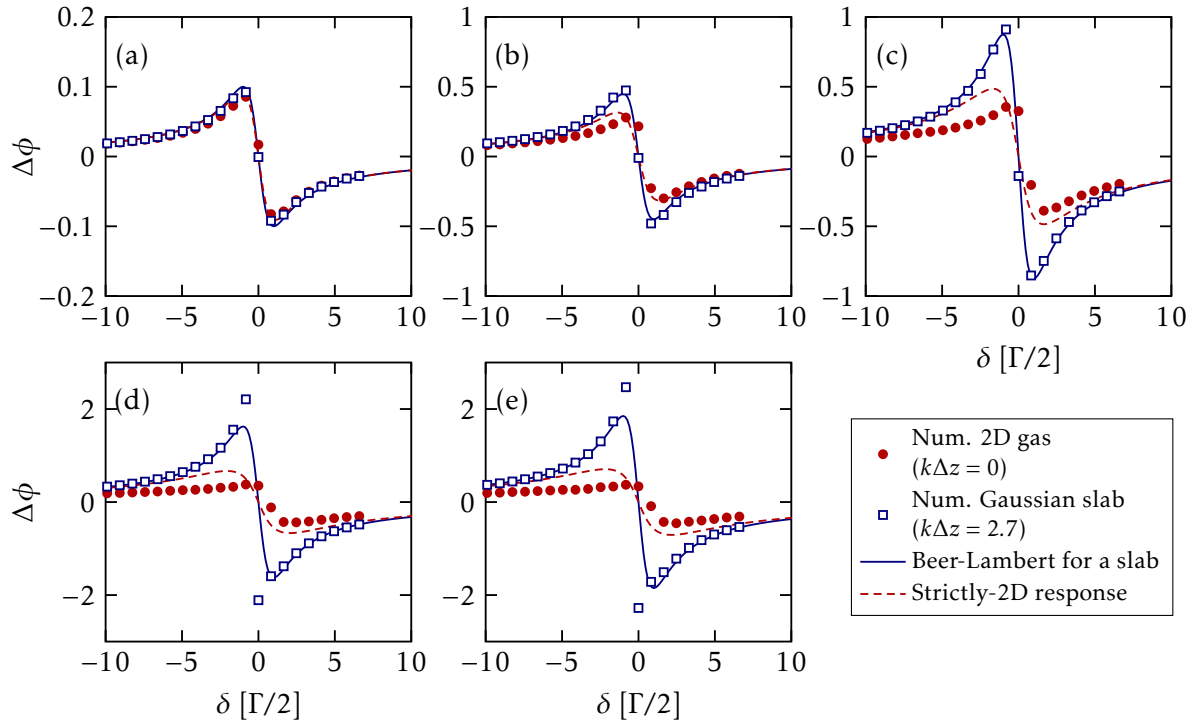 0.2
0.1
0
−0.1
−0.2
Δϕ
(a)
−10 −5 0 5 10
1
0.5
0
−0.5
−1
(b)
−10 −5 0 5 10
1
0.5
0
−0.5
−1
(c)
−10 −5 0 5 10
δ [Γ/2]
2
0
−2
Δϕ
(d)
−10 −5 0 5 10
δ [Γ/2]
2
0
−2
(e)
−10 −5 0 5 10
δ [Γ/2]
Num. 2D gas
(kΔz = 0)
Num. Gaussian slab
(kΔz = 2.7)
Beer-Lambert for a slab
Strictly-2D response